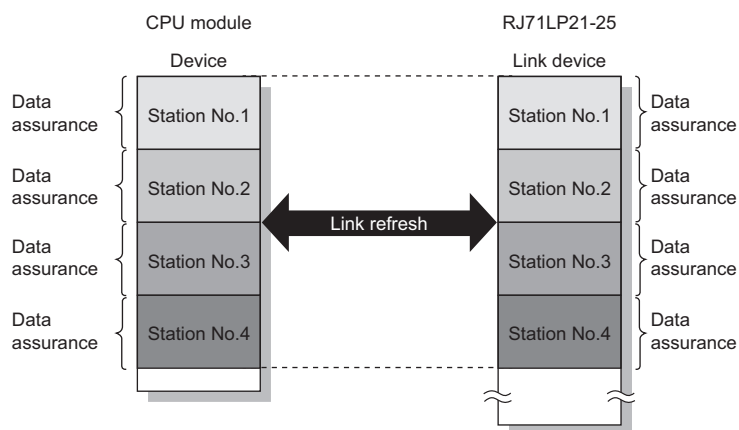 CPU module
RJ71LP21-25
Device
Link device
Data
assurance
Station No.1
Station No.1
Data
assurance
Data
assurance
Station No.2
Station No.2
Data
assurance
Link refresh
Data
assurance
Station No.3
Station No.3
Data
assurance
Data
assurance
Station No.4
Station No.4
Data
assurance